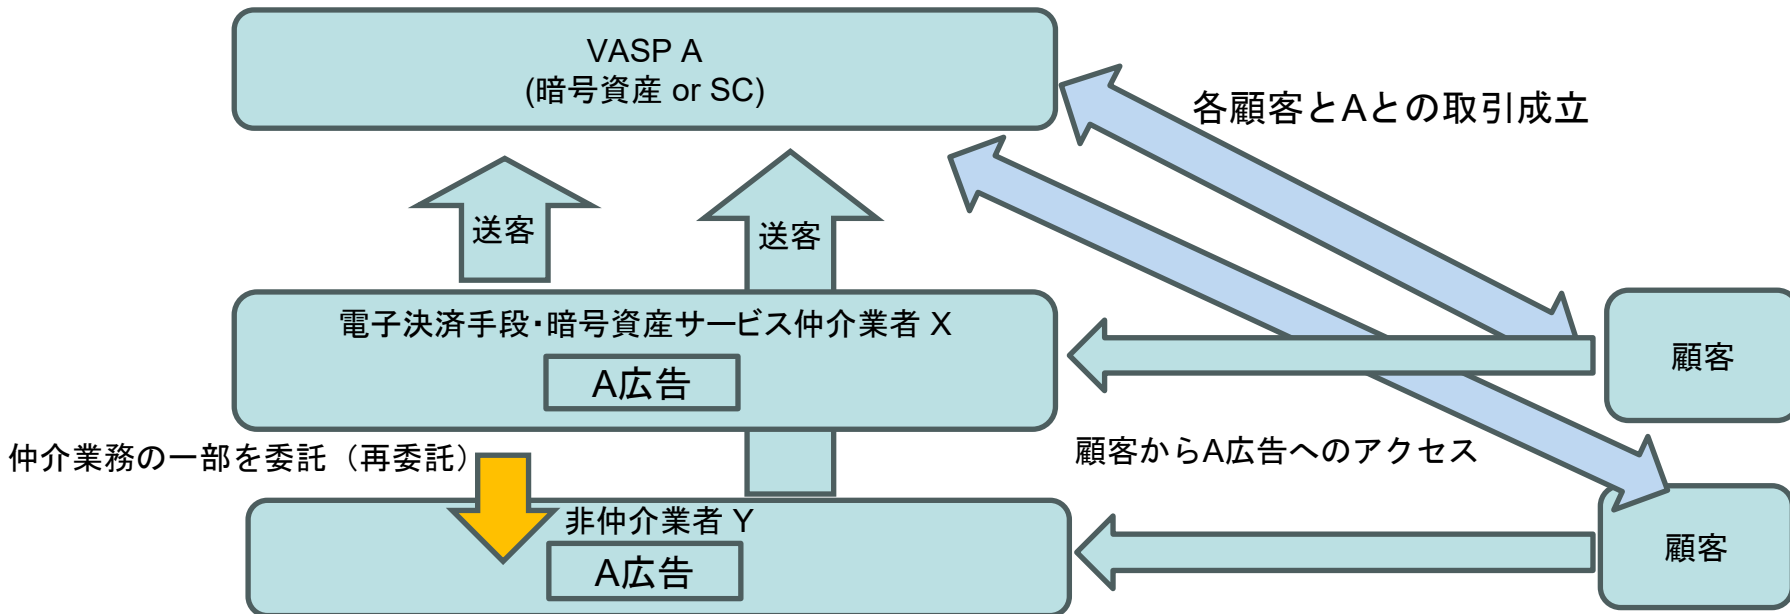 VASP A
(暗号資産 or SC)
各顧客とAとの取引成立
送客
送客
電子決済手段・暗号資産サービス仲介業者 X
A広告
顧客
仲介業務の一部を委託（再委託）
顧客からA広告へのアクセス
非仲介業者 Y
A広告
顧客